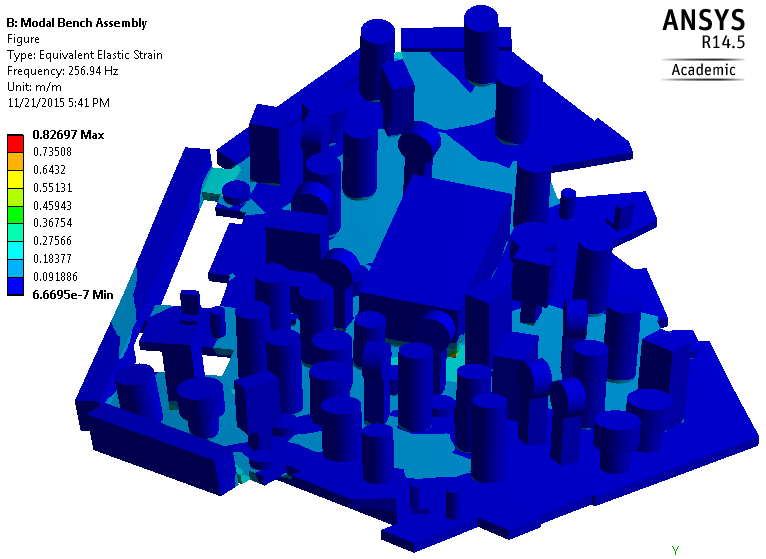 B: Modal Bench Assembly
Figure
Type: Equivalent Elastic Strain
Frequency: 256.94 Hz
Unit: m/m
11/21/2015 5:41 PM
ANSYS
R14.5
Academic
0.82697 Max
0.73508
0.6432
0.55131
0.45943
0.36754
0.27566
0.18377
0.091886
6.6695e-7 Min
Y